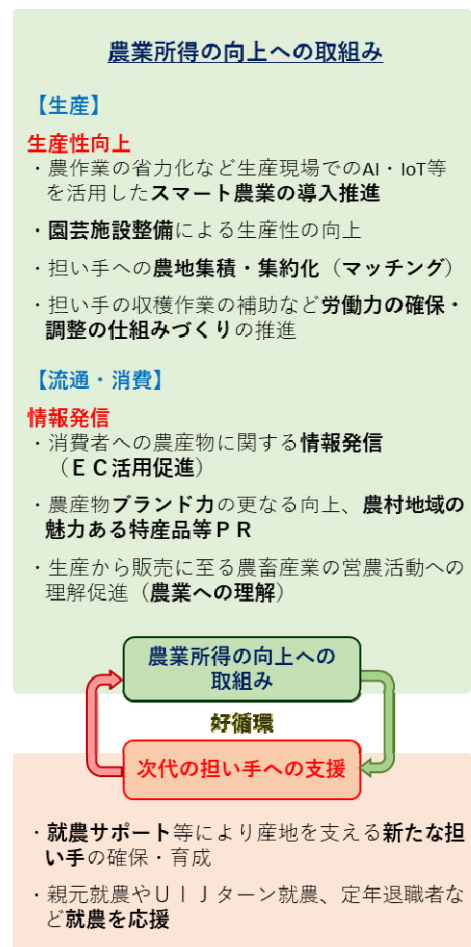 農業所得の向上への取組み
【生産】
生産性向上
・農作業の省力化など生産現場でのAI・IoT等
を活用したスマート農業の導入推進
・園芸施設整備による生産性の向上
・担い手への農地集積・集約化（マッチング）
・担い手の収穫作業の補助など労働力の確保・
調整の仕組みづくりの推進
【流通・消費】
情報発信
・消費者への農産物に関する情報発信
（ＥＣ活用促進）
・農産物ブランド力の更なる向上、農村地域の
魅力ある特産品等ＰＲ
・生産から販売に至る農畜産業の営農活動への
理解促進（農業への理解）
農業所得の向上への
取組み
好循環
次代の担い手への支援
・就農サポート等により産地を支える新たな担
い手の確保・育成
・親元就農やＵＩＪターン就農、定年退職者な
ど就農を応援